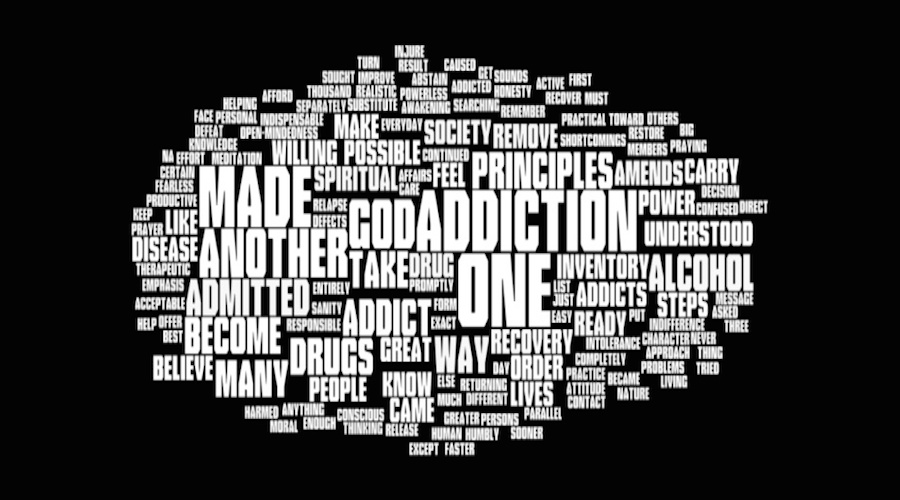 INJURE
TURN RESULT CAUSED
SOUGHT IMPROVE ABSTAIN GET SOUNDS
THOUSAND REALISTIC POWERLESS ADDICTED HONESTY ACTIVE FIRST
HELPING AFFORD SEPARATELY SUBSTITUTE AWAKENING SEARCHING RECOVER MUST
FACE PERSONAL INDISPENSABLE REMEMBER PRACTICAL TOWARD OTHERS
DEFEAT OPEN-MINDEDNESS MAKE EVERYDAY SOCIETY REMOVE SHORTCOMINGS RESTORE BIG
KNOWLEDGE MEMBERS PRAYING
NA EFFORT MEDITATION WILLING POSSIBLE CONTINUED
CERTAIN SPIRITUAL AFFAIRS FEEL PRINCIPLES AMENDS CARRY
FEARLESS CARE
PRODUCTIVE MADE RELAPSE POWER DECISION
KEEP LIKE DEFECTS GOD ADDICTION CONFUSED DIRECT
PRAYER UNDERSTOOD
DISEASE ANOTHER TAKE DRUG ONE INVENTORY ALCOHOL
THERAPEUTIC PROMPTLY
EMPHASIS ADMITTED ENTIRELY LIST ADDICTS
ACCEPTABLE SANITY FORM JUST STEPS MESSAGE
HELP OFFER BECOME RESPONSIBLE ADDICT EXACT EASY READY PUT ASKED
BEST INDIFFERENCE THREE
DRUGS GREAT WAY RECOVERY INTOLERANCE CHARACTER NEVER
BELIEVE MANY DAY ORDER COMPLETELY APPROACH THING
PEOPLE KNOW ELSE RETURNING LIVES PRACTICE BECAME PROBLEMS TRIED
MUCH DIFFERENT ATTITUDE LIVING
CAME CONTACT NATURE
HARMED ANYTHING CONSCIOUS GREATER PERSONS PARALLEL
MORAL ENOUGH THINKING RELEASE HUMAN HUMBLY SOONER
EXCEPT FASTER